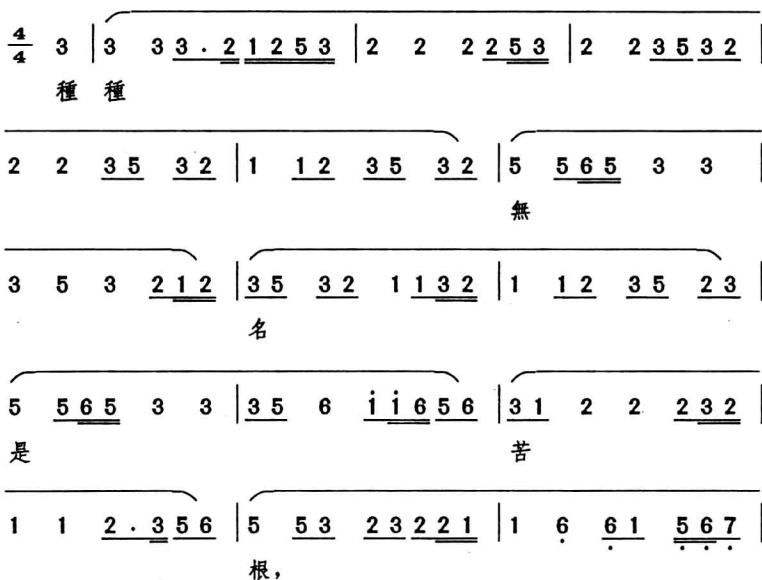 4/4 3 | 3 3 3 . 2 1 2 5 3 | 2 2 2 2 5 3 | 2 2 3 5 3 2 |
種 種
2 2 3 5 3 2 | 1 1 2 3 5 3 2 | 5 5 6 5 3 3 |
無
3 5 3 2 1 2 | 3 5 3 2 1 1 3 2 | 1 1 2 3 5 2 3 |
名
5 5 6 5 3 3 | 3 5 6 i i 6 5 6 | 3 1 2 2 2 3 2 |
是 苦
1 1 2 . 3 5 6 | 5 5 3 2 3 2 2 1 | 1 6 6 1 5 6 7 |
根，